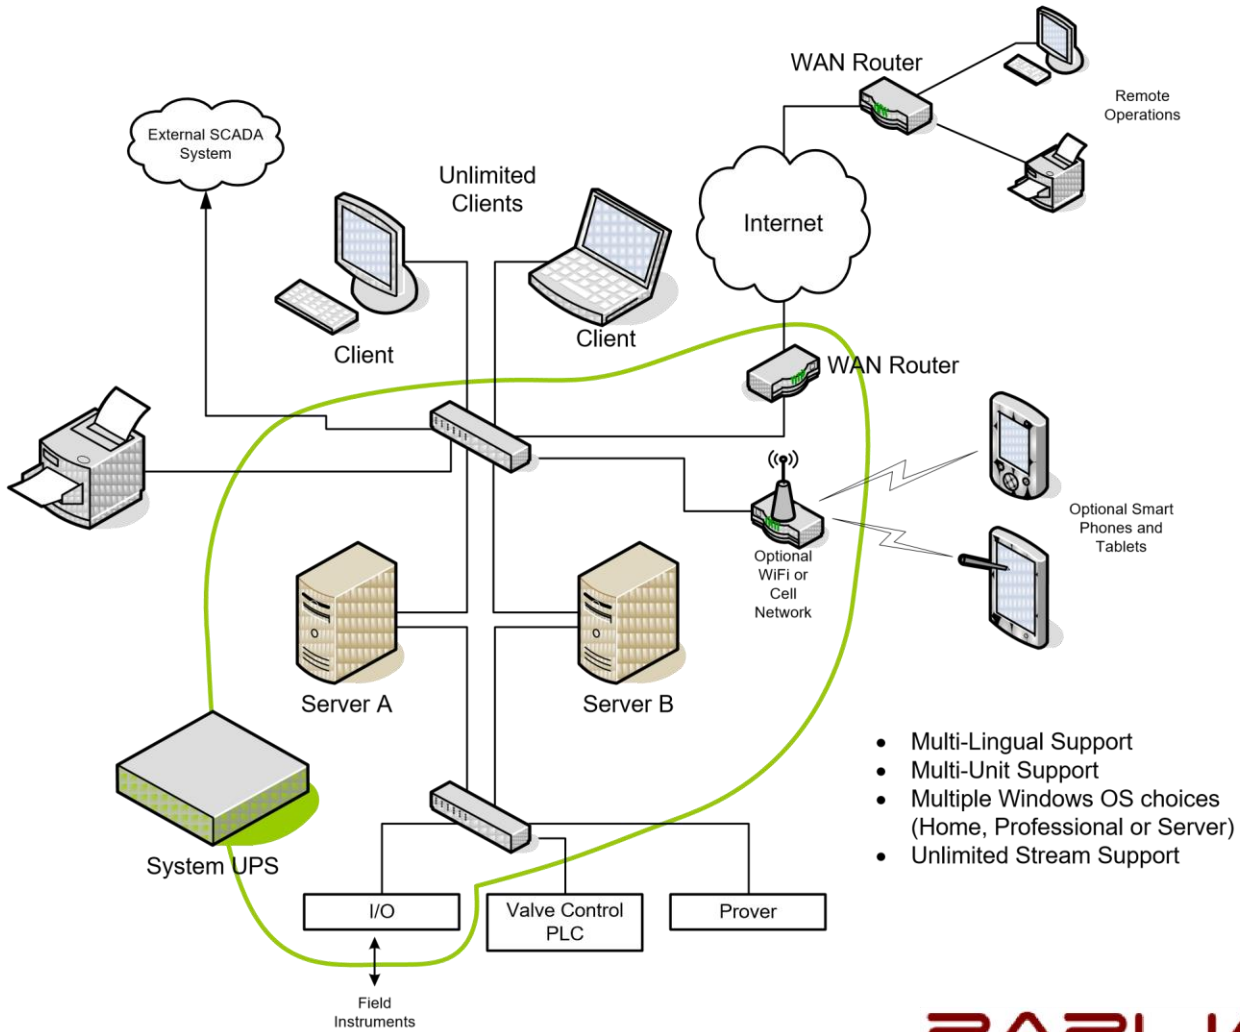 WAN Router
Remote
Operations
External SCADA
System
Unlimited
Clients
Internet
Client
Client
WAN Router
Optional Smart
Phones and
Tablets
Optional
WiFi or
Cell
Network
Server A
Server B
System UPS
• Multi-Lingual Support
• Multi-Unit Support
• Multiple Windows OS choices
(Home, Professional or Server)
• Unlimited Stream Support
I/O
Valve Control
PLC
Prover
Field
Instruments